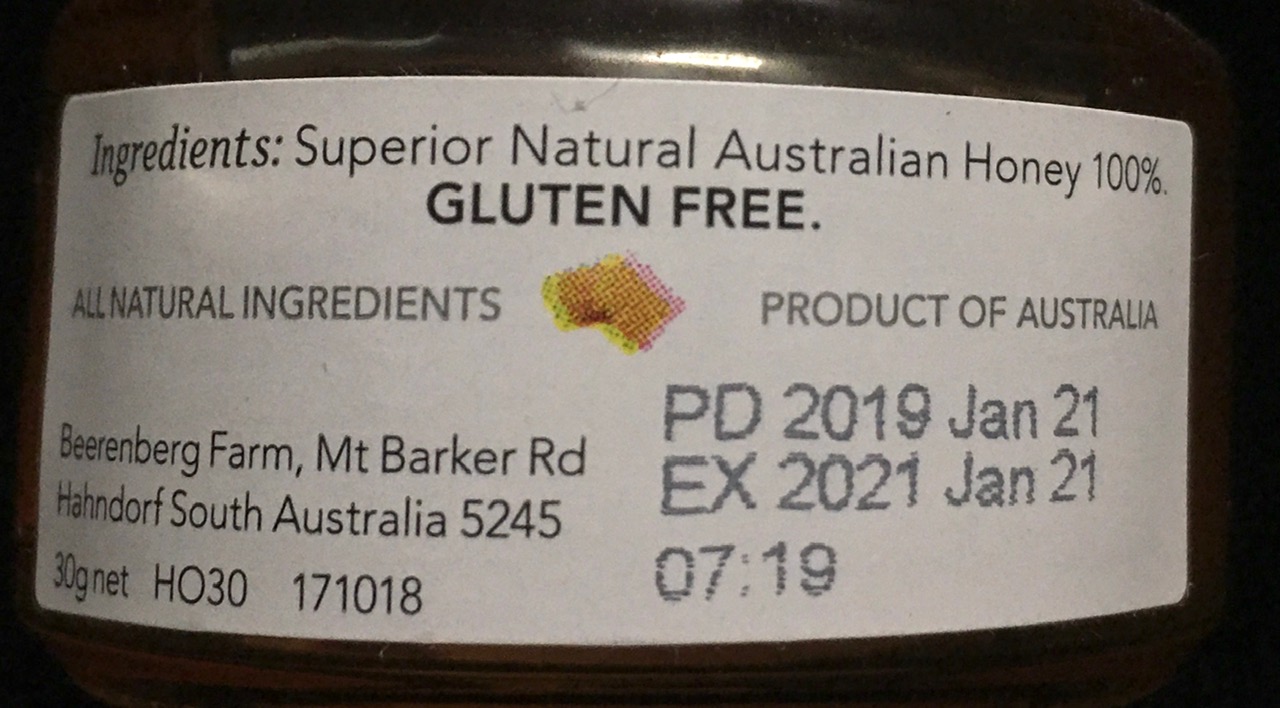 Ingredients: Superior Natural Australian Honey 100%.
GLUTEN FREE.
ALL NATURAL INGREDIENTS
PRODUCT OF AUSTRALIA
Beerenberg Farm, Mt Barker Rd
Hahndorf South Australia 5245
30g net HO30 171018
PD 2019 Jan 21
EX 2021 Jan 21
07:19